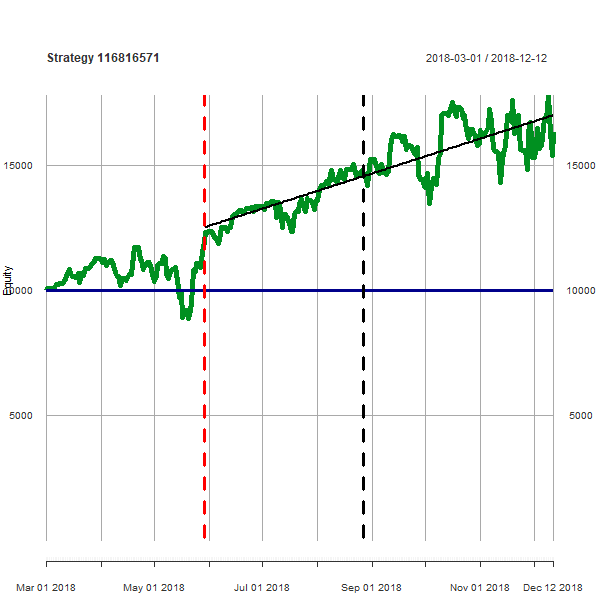 Strategy 116816571
2018-03-01 / 2018-12-12
15000 15000
Equity
10000 10000
5000 5000
Mar 01 2018 May 01 2018 Jul 01 2018 Sep 01 2018 Nov 01 2018 Dec 12 2018